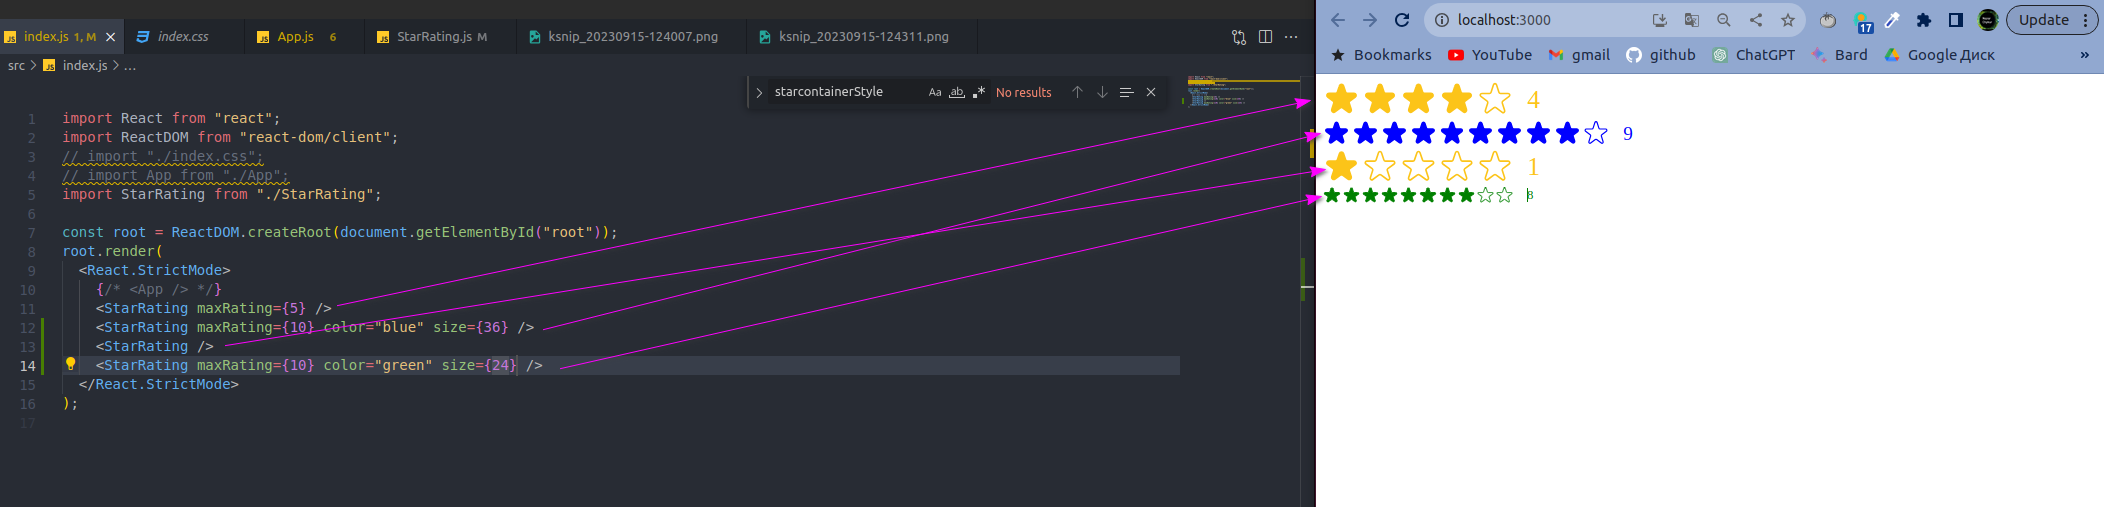 index.js 1, M
index.css
App.js 6
StarRating.js M
ksnip_20230915-124007.png
ksnip_20230915-124311.png
src > index.js > ...
starcontainerStyle Aa ab .* No results
1 import React from "react";
2 import ReactDOM from "react-dom/client";
3 // import "./index.css";
4 // import App from "./App";
5 import StarRating from "./StarRating";
6
7 const root = ReactDOM.createRoot(document.getElementById("root"));
8 root.render(
9 <React.StrictMode>
10 {/* <App /> */}
11 <StarRating maxRating={5} />
12 <StarRating maxRating={10} color="blue" size={36} />
13 <StarRating />
14 <StarRating maxRating={10} color="green" size={24} />
15 </React.StrictMode>
16 );
17
localhost:3000
17
Update
Bookmarks YouTube gmail github ChatGPT Bard Google Диск »
4
9
1
8